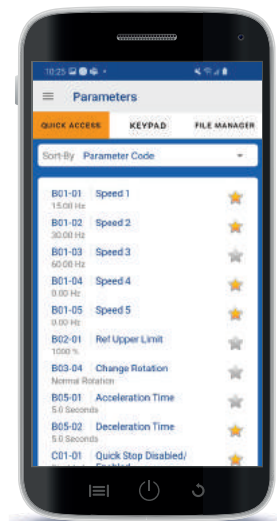 10:25
Parameters
QUICK ACCESS KEYPAD FILE MANAGER
Sort-By Parameter Code
B01-01 Speed 1
15.00 Hz
B01-02 Speed 2
30.00 Hz
B01-03 Speed 3
60.00 Hz
B01-04 Speed 4
0.00 Hz
B01-05 Speed 5
0.00 Hz
B02-01 Ref Upper Limit
1000 %
B03-04 Change Rotation
Normal Rotation
B05-01 Acceleration Time
5.0 Seconds
B05-02 Deceleration Time
5.0 Seconds
C01-01 Quick Stop Disabled/